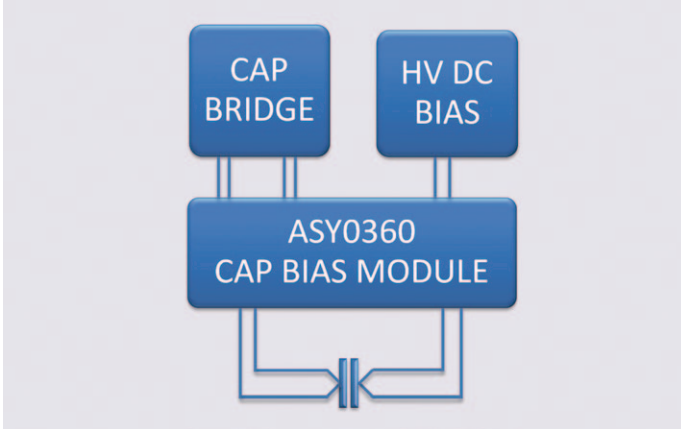 CAP
BRIDGE
HV DC
BIAS
ASY0360
CAP BIAS MODULE